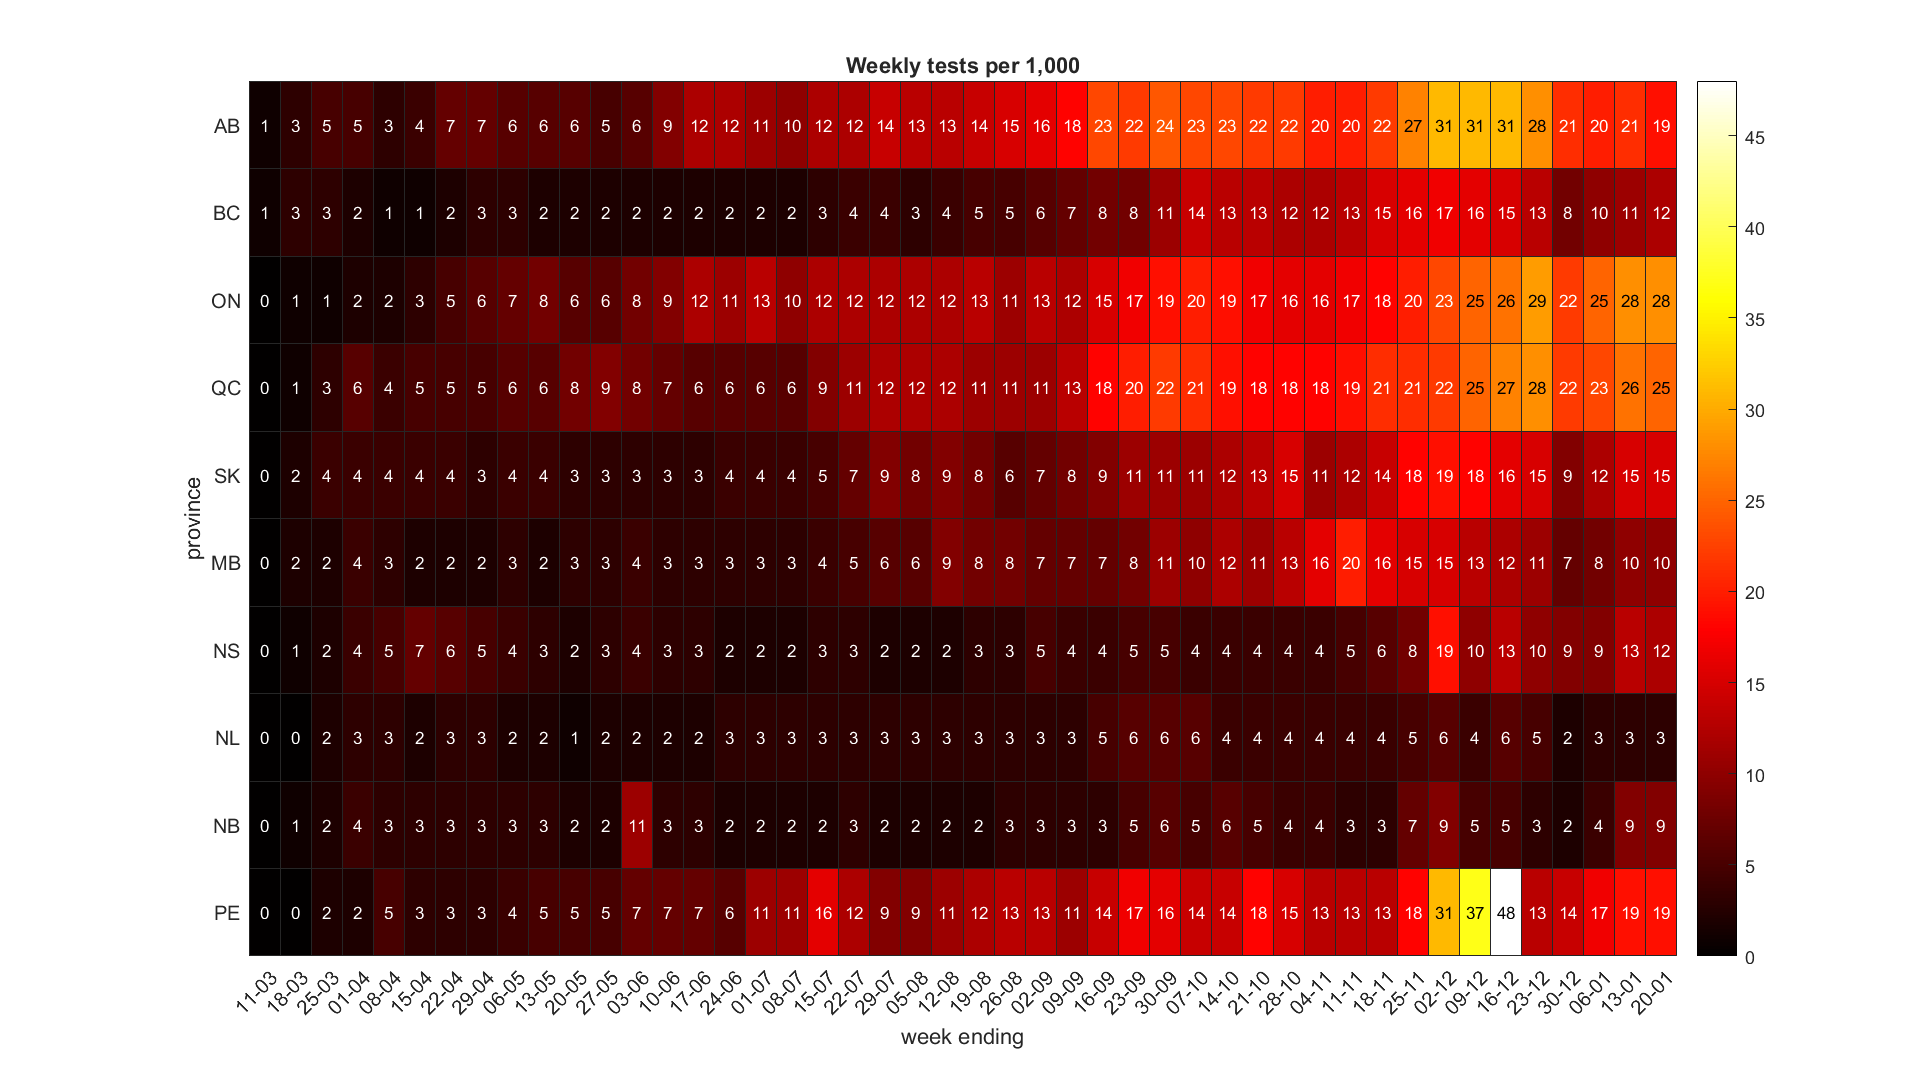 Weekly tests per 1,000
AB 1 3 5 5 3 4 7 7 6 6 6 5 6 9 12 12 11 10 12 12 14 13 13 14 15 16 18 23 22 24 23 23 22 22 20 20 22 27 31 31 31 28 21 20 21 19
BC 1 3 3 2 1 1 2 3 3 2 2 2 2 2 2 2 2 2 3 4 4 3 4 5 5 6 7 8 8 11 14 13 13 12 12 13 15 16 17 16 15 13 8 10 11 12
ON 0 1 1 2 2 3 5 6 7 8 6 6 8 9 12 11 13 10 12 12 12 12 12 13 11 13 12 15 17 19 20 19 17 16 16 17 18 20 23 25 26 29 22 25 28 28
QC 0 1 3 6 4 5 5 5 6 6 8 9 8 7 6 6 6 6 9 11 12 12 12 11 11 11 13 18 20 22 21 19 18 18 18 19 21 21 22 25 27 28 22 23 26 25
SK 0 2 4 4 4 4 4 3 4 4 3 3 3 3 3 4 4 4 5 7 9 8 9 8 6 7 8 9 11 11 11 12 13 15 11 12 14 18 19 18 16 15 9 12 15 15
MB 0 2 2 4 3 2 2 2 3 2 3 3 4 3 3 3 3 3 4 5 6 6 9 8 8 7 7 7 8 11 10 12 11 13 16 20 16 15 15 13 12 11 7 8 10 10
NS 0 1 2 4 5 7 6 5 4 3 2 3 4 3 3 2 2 2 3 3 2 2 2 3 3 5 4 4 5 5 4 4 4 4 4 5 6 8 19 10 13 10 9 9 13 12
NL 0 0 2 3 3 2 3 3 2 2 1 2 2 2 2 3 3 3 3 3 3 3 3 3 3 3 3 5 6 6 6 4 4 4 4 4 4 5 6 4 6 5 2 3 3 3
NB 0 1 2 4 3 3 3 3 3 3 2 2 11 3 3 2 2 2 2 3 2 2 2 2 3 3 3 3 5 6 5 6 5 4 4 3 3 7 9 5 5 3 2 4 9 9
PE 0 0 2 2 5 3 3 3 4 5 5 5 7 7 7 6 11 11 16 12 9 9 11 12 13 13 11 14 17 16 14 14 18 15 13 13 13 18 31 37 48 13 14 17 19 19
province
11-03 18-03 25-03 01-04 08-04 15-04 22-04 29-04 06-05 13-05 20-05 27-05 03-06 10-06 17-06 24-06 01-07 08-07 15-07 22-07 29-07 05-08 12-08 19-08 26-08 02-09 09-09 16-09 23-09 30-09 07-10 14-10 21-10 28-10 04-11 11-11 18-11 25-11 02-12 09-12 16-12 23-12 30-12 06-01 13-01 20-01
week ending
45
40
35
30
25
20
15
10
5
0